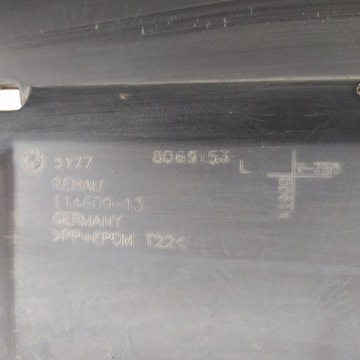 5177 8069153 L
REHAU
114600-13
GERMANY
>PP+EPDM T22<